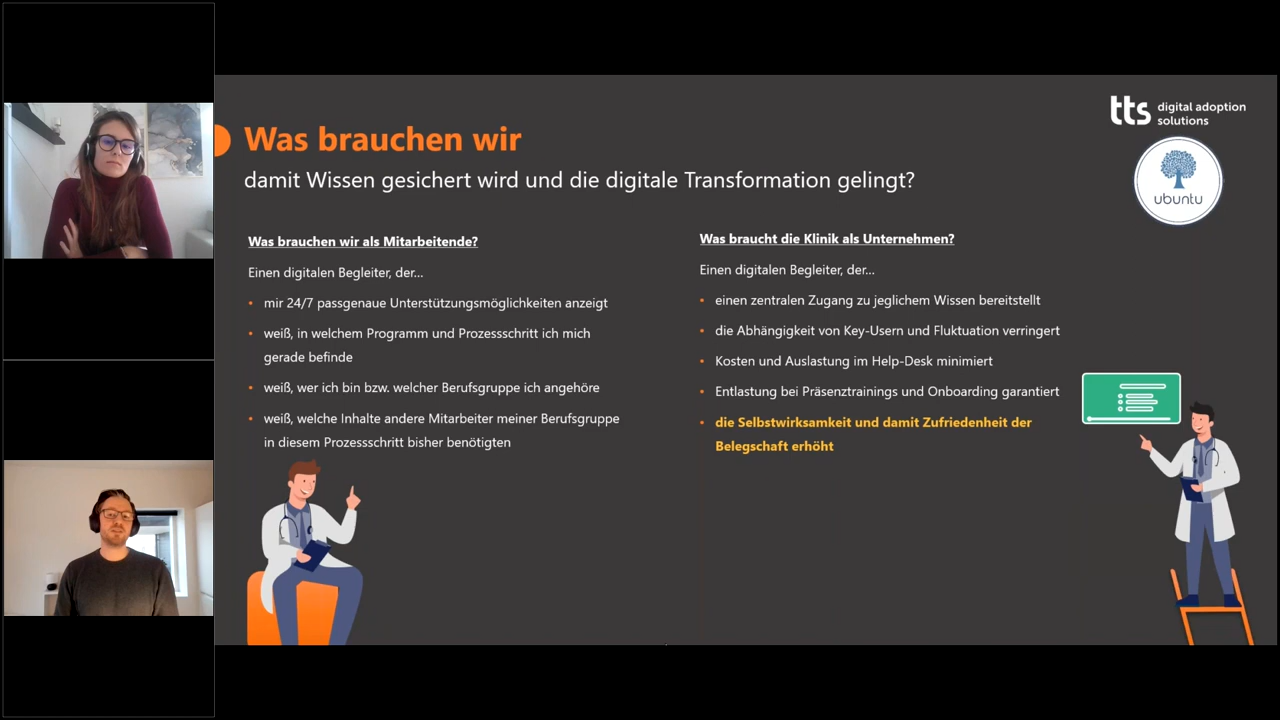 Was brauchen wir
damit Wissen gesichert wird und die digitale Transformation gelingt?
tts digital adoption
solutions
ubuntu
Was brauchen wir als Mitarbeitende?
Einen digitalen Begleiter, der...
• mir 24/7 passgenaue Unterstützungsmöglichkeiten anzeigt
• weiß, in welchem Programm und Prozessschritt ich mich
gerade befinde
• weiß, wer ich bin bzw. welcher Berufsgruppe ich angehöre
• weiß, welche Inhalte andere Mitarbeiter meiner Berufsgruppe
in diesem Prozessschritt bisher benötigten
Was braucht die Klinik als Unternehmen?
Einen digitalen Begleiter, der...
• einen zentralen Zugang zu jeglichem Wissen bereitstellt
• die Abhängigkeit von Key-Usern und Fluktuation verringert
• Kosten und Auslastung im Help-Desk minimiert
• Entlastung bei Präsenztrainings und Onboarding garantiert
• die Selbstwirksamkeit und damit Zufriedenheit der
Belegschaft erhöht